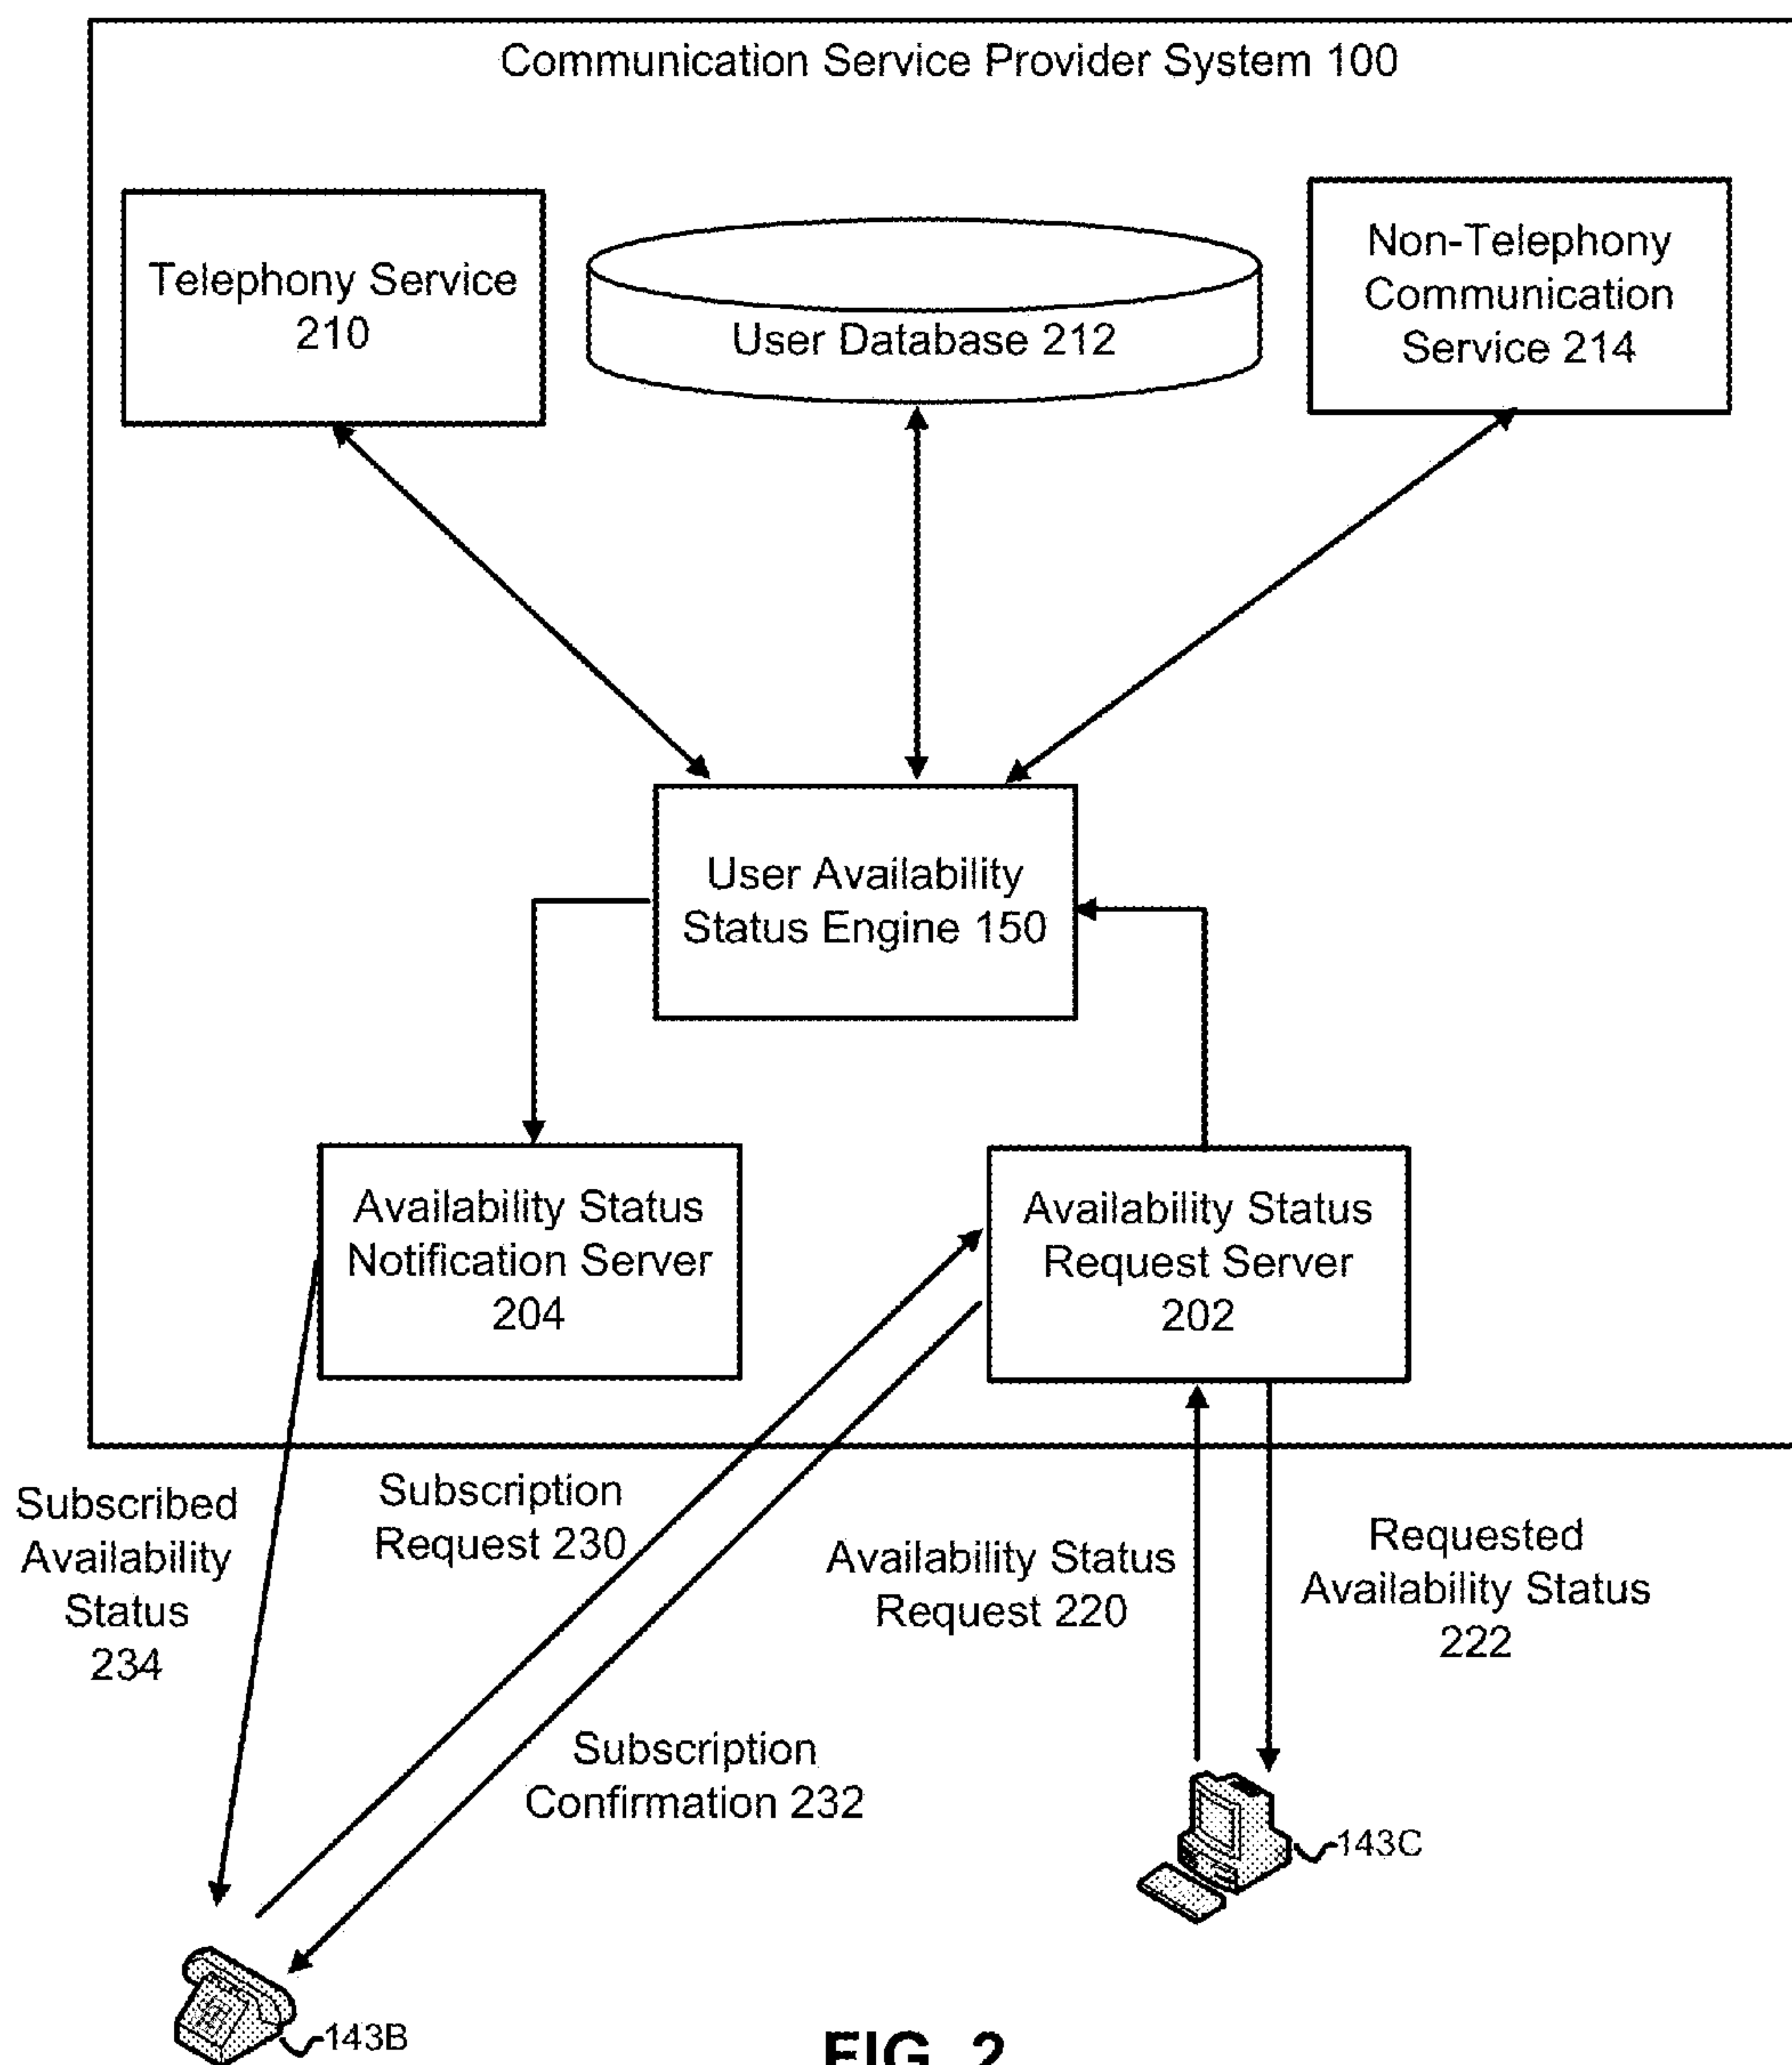 Communication Service Provider System 100
Telephony Service
210
User Database 212
Non-Telephony
Communication
Service 214
User Availability
Status Engine 150
Availability Status
Notification Server
204
Availability Status
Request Server
202
Subscribed
Availability
Status
234
Subscription
Request 230
Availability Status
Request 220
Requested
Availability Status
222
Subscription
Confirmation 232
143C
143B
FIG. 2